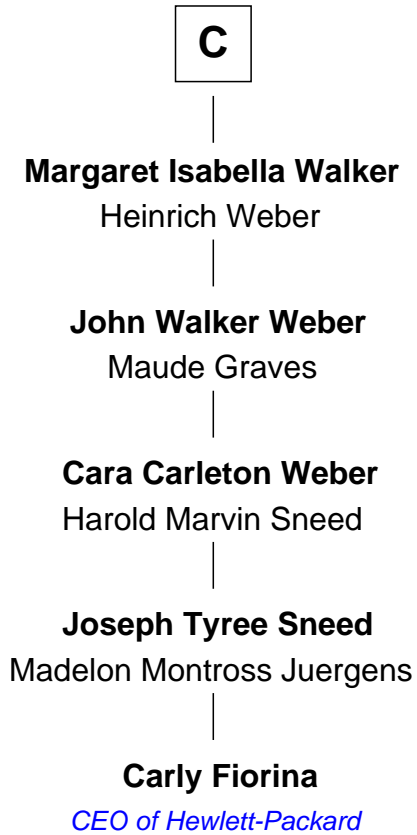 C
Margaret Isabella Walker
Heinrich Weber
John Walker Weber
Maude Graves
Cara Carleton Weber
Harold Marvin Sneed
Joseph Tyree Sneed
Madelon Montross Juergens
Carly Fiorina
CEO of Hewlett-Packard